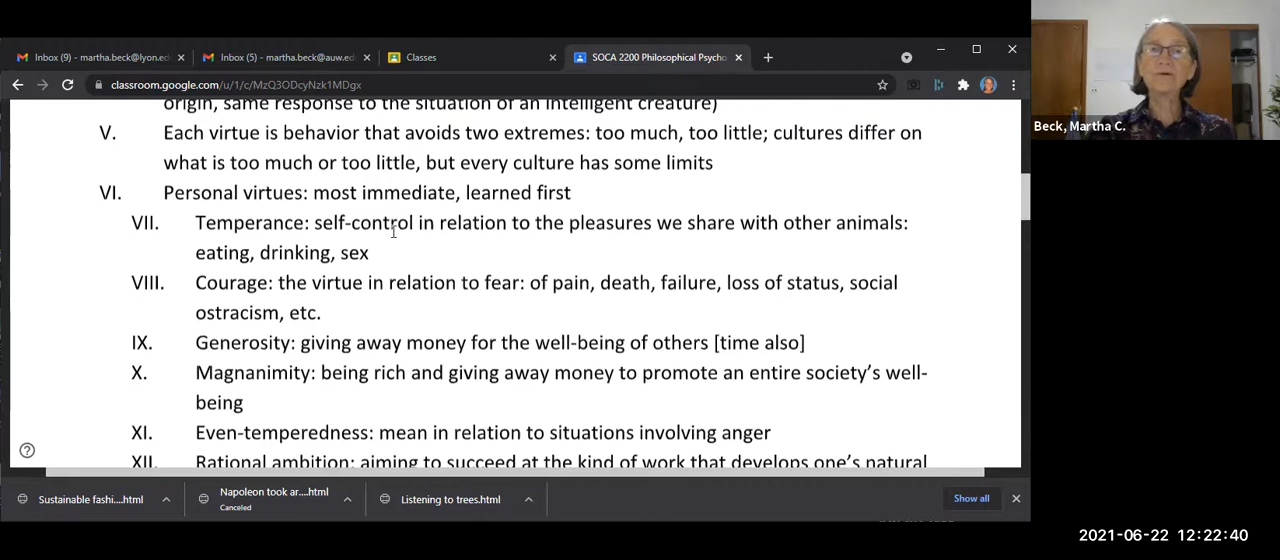 Inbox (9) - martha.beck@lyon.ed
Inbox (5) - martha.beck@auw.ed
Classes
SOCA 2200 Philosophical Psycho
classroom.google.com/u/1/c/MzQ3ODcyNzk1MDgx
origin, same response to the situation of an intelligent creature)
V. Each virtue is behavior that avoids two extremes: too much, too little; cultures differ on
what is too much or too little, but every culture has some limits
VI. Personal virtues: most immediate, learned first
VII. Temperance: self-control in relation to the pleasures we share with other animals:
eating, drinking, sex
VIII. Courage: the virtue in relation to fear: of pain, death, failure, loss of status, social
ostracism, etc.
IX. Generosity: giving away money for the well-being of others [time also]
X. Magnanimity: being rich and giving away money to promote an entire society's well-
being
XI. Even-temperedness: mean in relation to situations involving anger
XII. Rational ambition: aiming to succeed at the kind of work that develops one's natural
Sustainable fashi....html
Napoleon took ar....html
Canceled
Listening to trees.html
Show all
Beck, Martha C.
2021-06-22 12:22:40